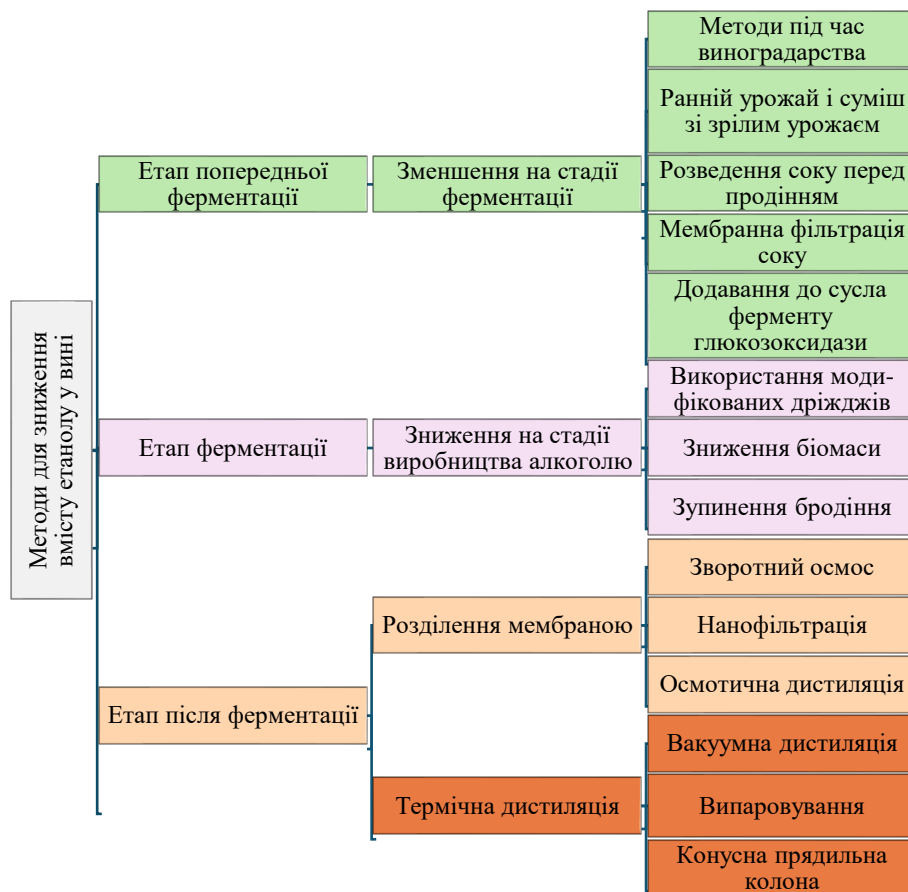 Методи для зниження
вмісту етанолу у вині
Етап попередньої
ферментації
Зменшення на стадії
ферментації
Методи під час
виноградарства
Ранній урожай і суміш
зі зрілим урожаєм
Розведення соку перед
продінням
Мембранна фільтрація
соку
Додавання до сусла
ферменту
глюкозоксидази
Етап ферментації
Зниження на стадії
виробництва алкоголю
Використання моди-
фікованих дріжджів
Зниження біомаси
Зупинення бродіння
Етап після ферментації
Розділення мембраною
Зворотний осмос
Нанофільтрація
Осмотична дистиляція
Термічна дистиляція
Вакуумна дистиляція
Випаровування
Конусна прядильна
колона